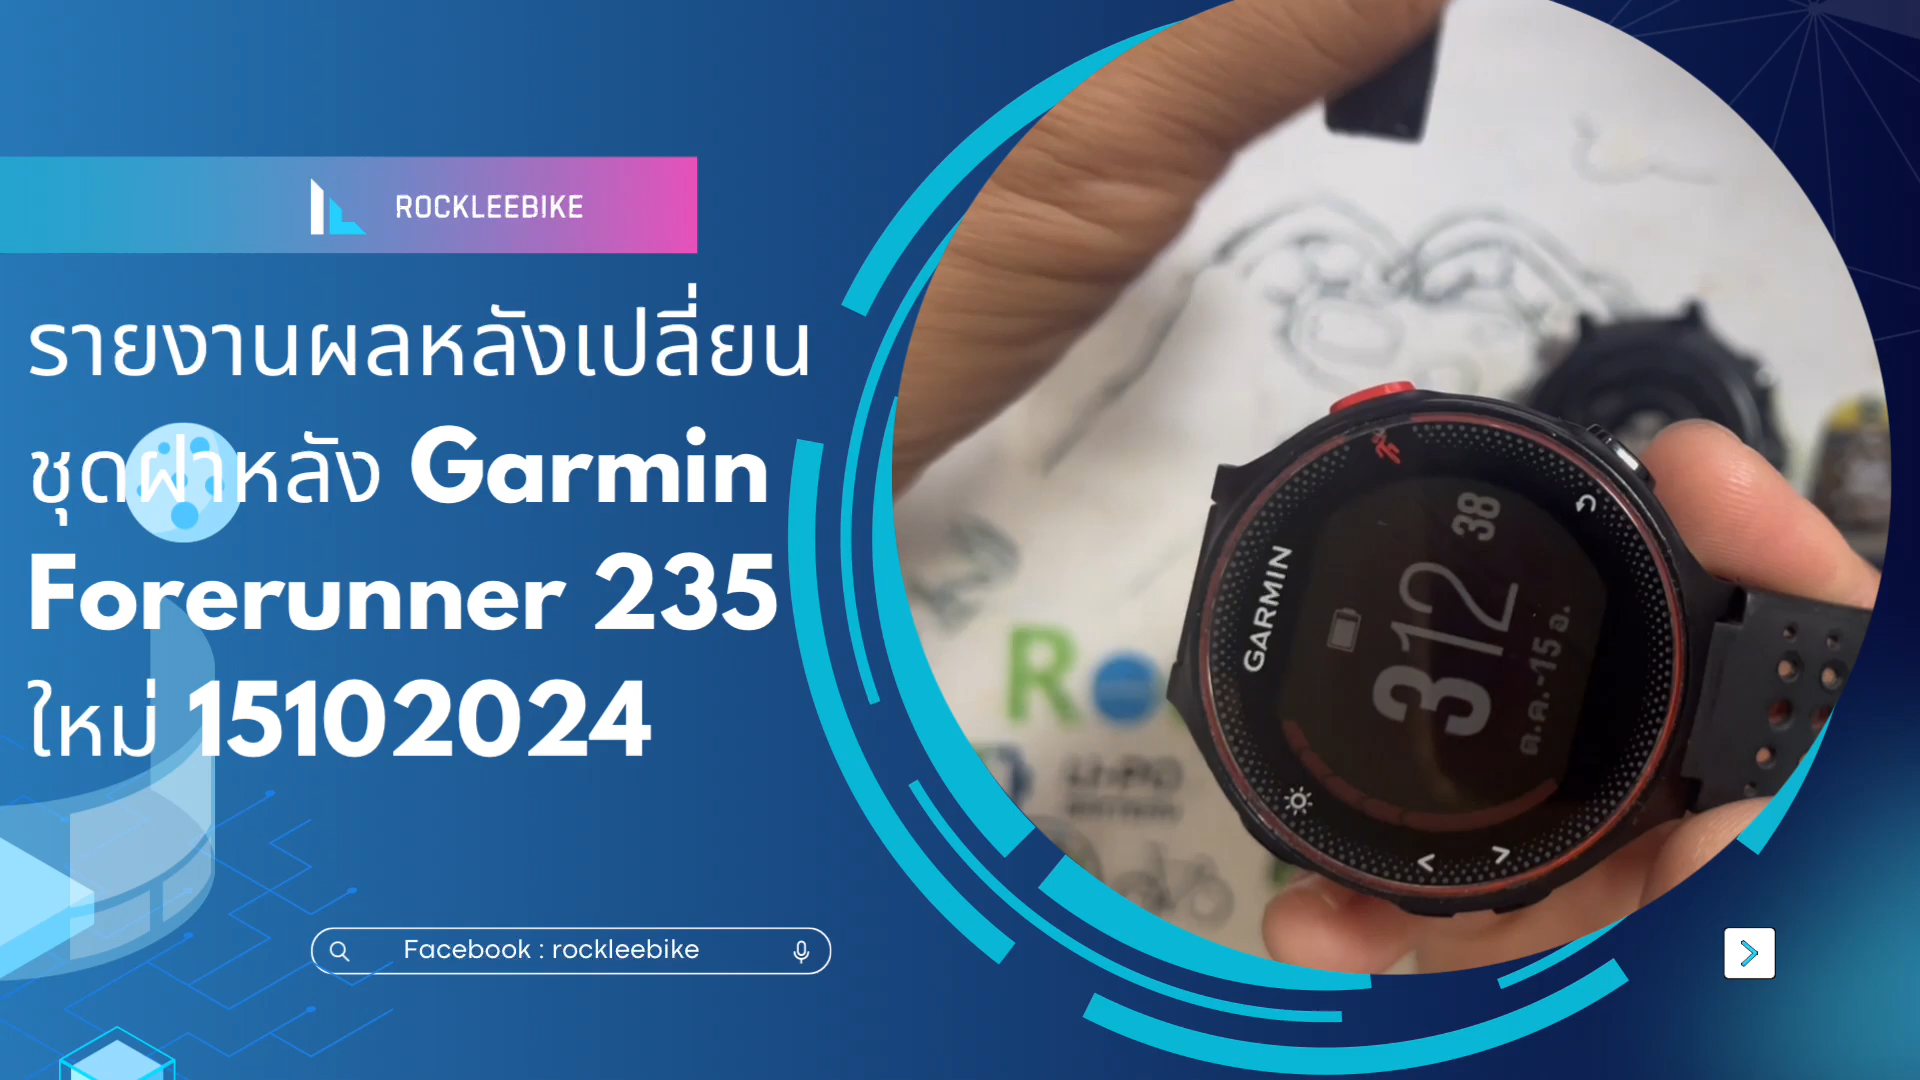 ROCKLEEBIKE
รายงานผลหลังเปลี่ยน
ชุดฝาหลัง Garmin
Forerunner 235
ใหม่ 15102024
Facebook : rockleebike
GARMIN
312 38
ต.ค.-15 อ.